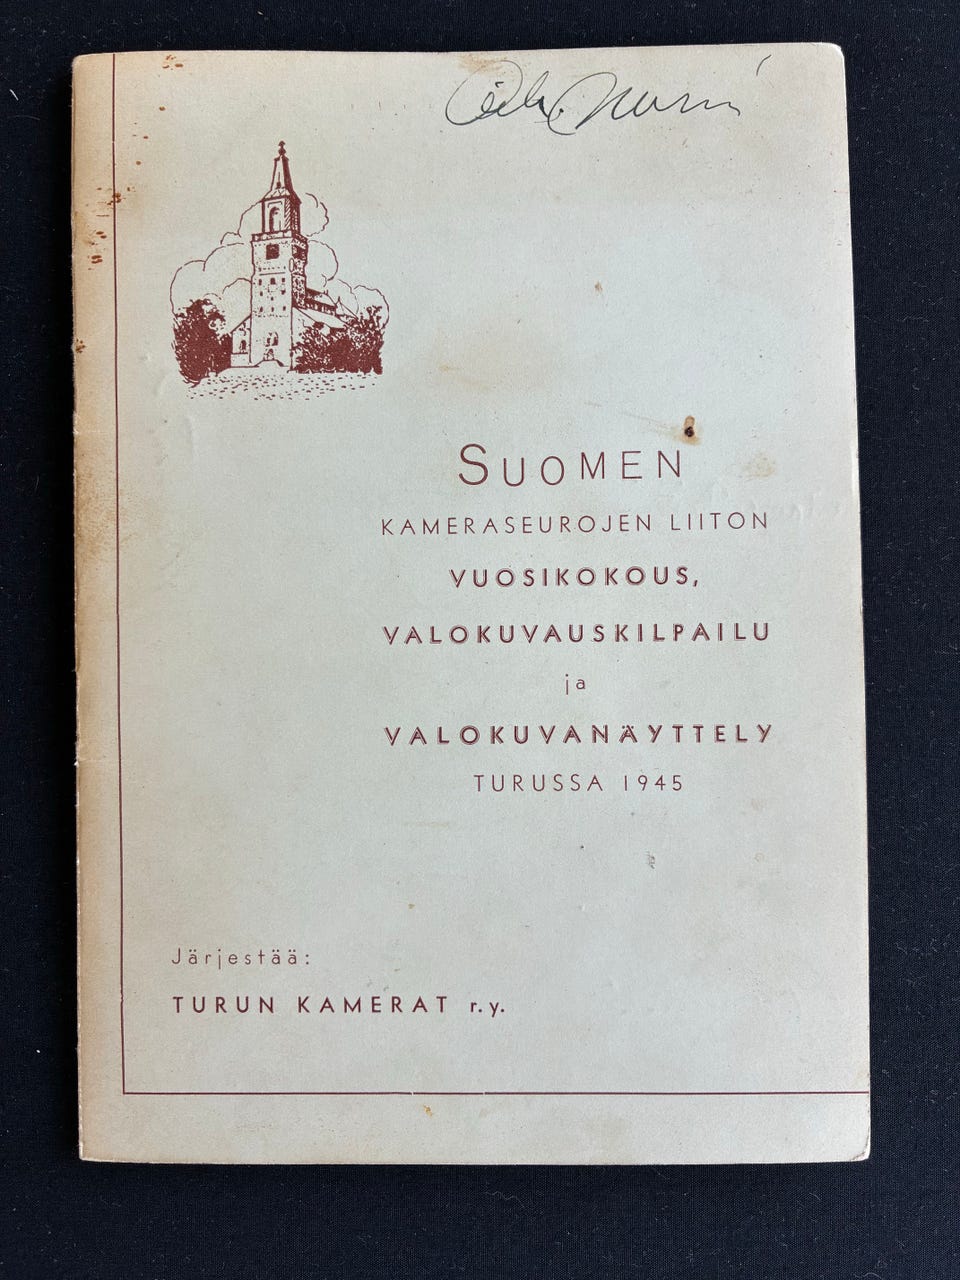 SUOMEN
KAMERASEUROJEN LIITON
VUOSIKOKOUS,
VALOKUVAUSKILPAILU
ja
VALOKUVANÄYTTELY
TURUSSA 1945
Järjestää:
TURUN KAMERAT r.y.